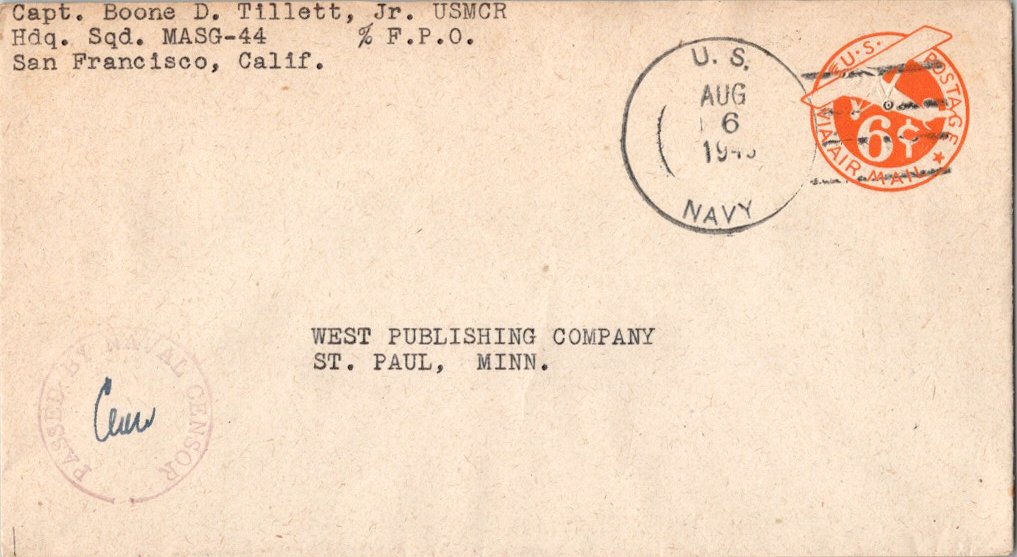 Capt. Boone D. Tillett, Jr. USMCR
Hdq. Sqd. MASG-44 % F.P.O.
San Francisco, Calif.
U. S.
AUG
6
NAVY
U.S. POSTAGE
6¢
VIA AIR MAIL
WEST PUBLISHING COMPANY
ST. PAUL, MINN.
PASSED BY NAVAL CENSOR